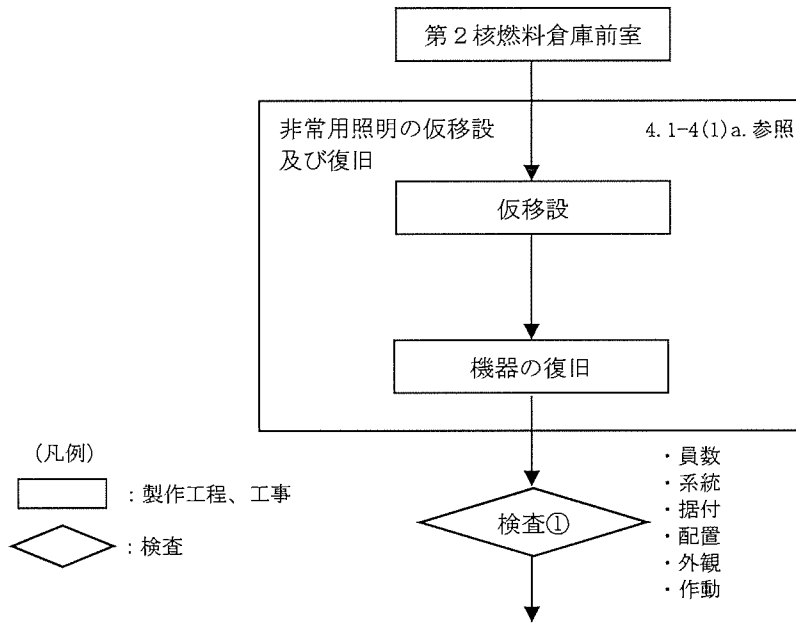 第2核燃料倉庫前室
非常用照明の仮移設
及び復旧
4.1-4(1)a.参照
仮移設
機器の復旧
検査①
・員数
・系統
・据付
・配置
・外観
・作動
(凡例)
：製作工程、工事
：検査